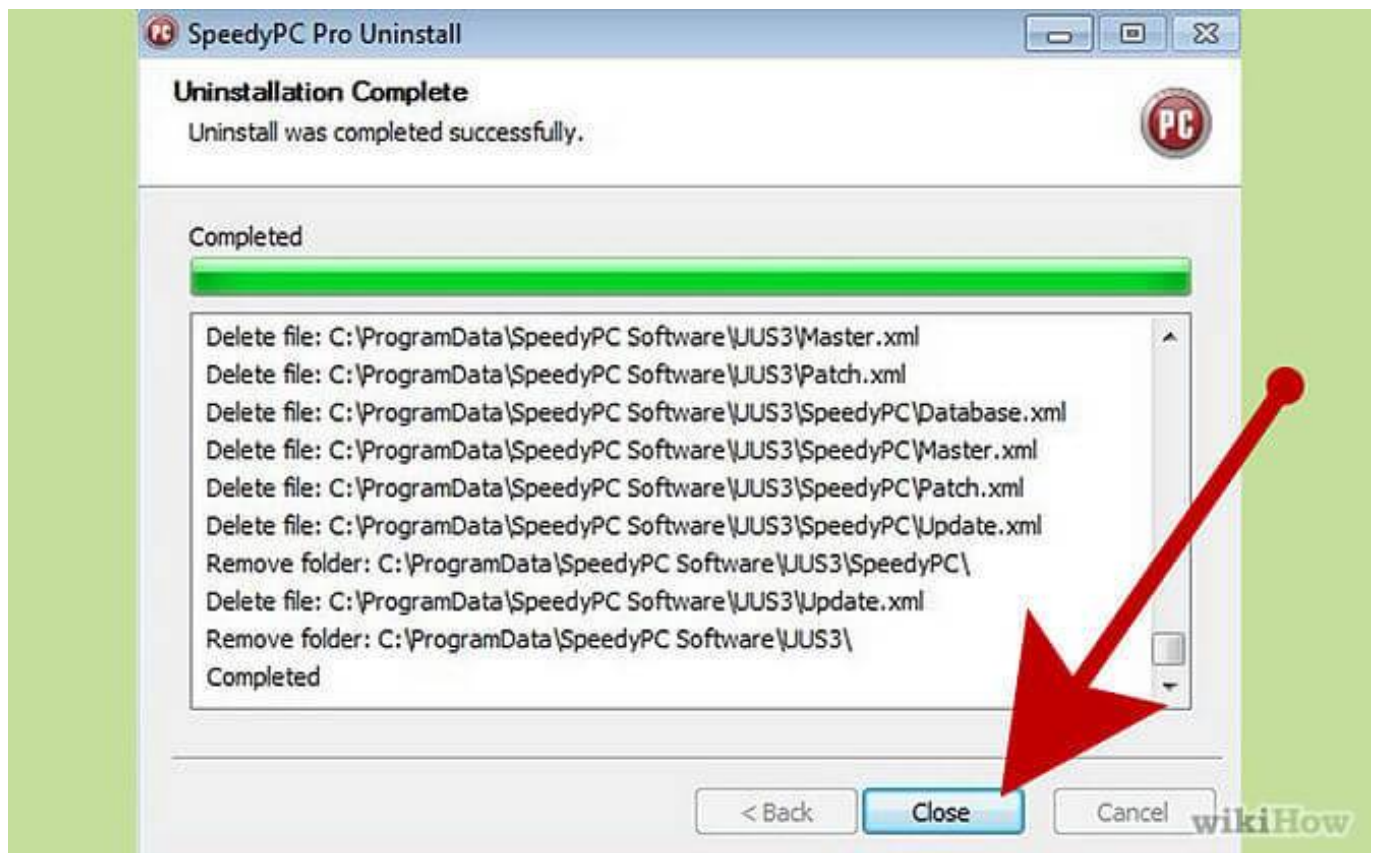 PC SpeedyPC Pro Uninstall
Uninstallation Complete
Uninstall was completed successfully.
PC
Completed
Delete file: C:\ProgramData\SpeedyPC Software\UUS3\Master.xml
Delete file: C:\ProgramData\SpeedyPC Software\UUS3\Patch.xml
Delete file: C:\ProgramData\SpeedyPC Software\UUS3\SpeedyPC\Database.xml
Delete file: C:\ProgramData\SpeedyPC Software\UUS3\SpeedyPC\Master.xml
Delete file: C:\ProgramData\SpeedyPC Software\UUS3\SpeedyPC\Patch.xml
Delete file: C:\ProgramData\SpeedyPC Software\UUS3\SpeedyPC\Update.xml
Remove folder: C:\ProgramData\SpeedyPC Software\UUS3\SpeedyPC\
Delete file: C:\ProgramData\SpeedyPC Software\UUS3\Update.xml
Remove folder: C:\ProgramData\SpeedyPC Software\UUS3\
Completed
< Back Close Cancel
wikiHow